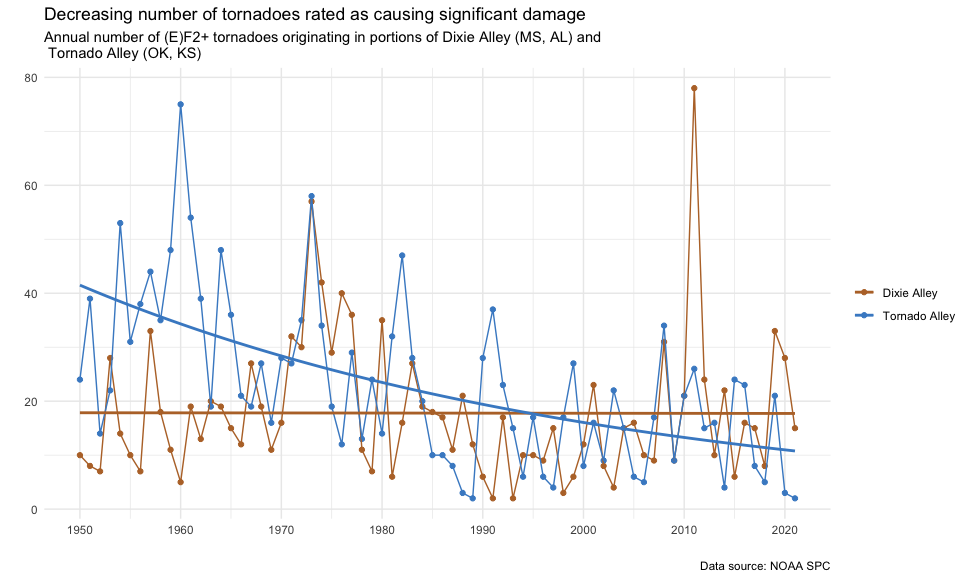 Decreasing number of tornadoes rated as causing significant damage
Annual number of (E)F2+ tornadoes originating in portions of Dixie Alley (MS, AL) and
Tornado Alley (OK, KS)
80
60
40
20
0
1950 1960 1970 1980 1990 2000 2010 2020
Dixie Alley
Tornado Alley
Data source: NOAA SPC